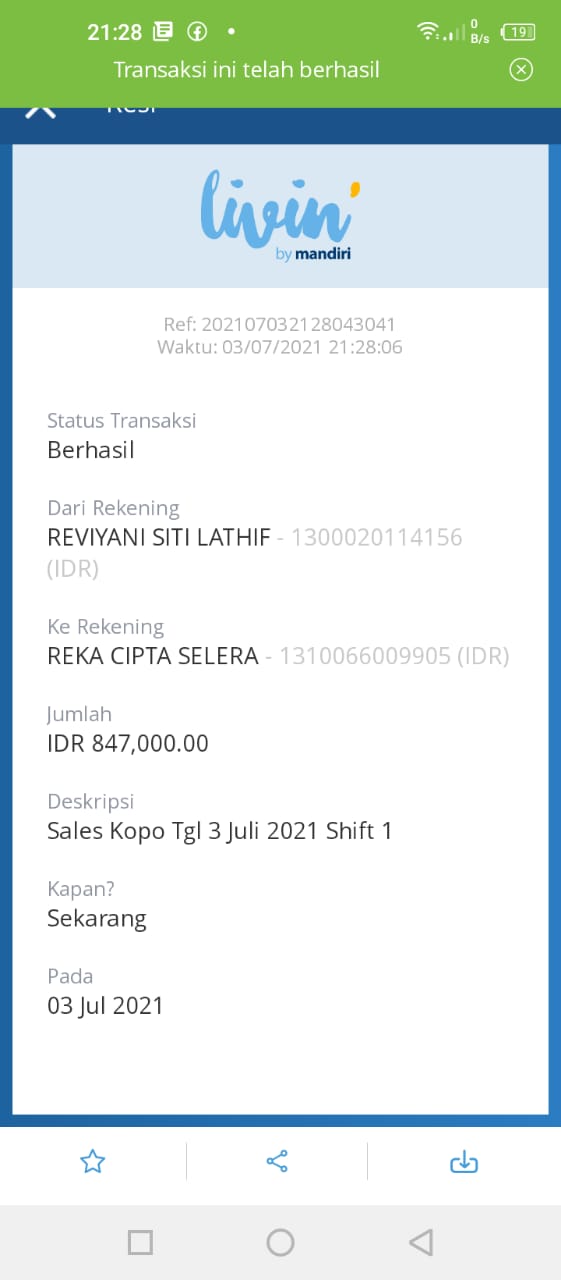 21:28
0
B/s
19
Transaksi ini telah berhasil
Resi
livin'
by mandiri
Ref: 202107032128043041
Waktu: 03/07/2021 21:28:06
Status Transaksi
Berhasil
Dari Rekening
REVIYANI SITI LATHIF - 1300020114156
(IDR)
Ke Rekening
REKA CIPTA SELERA - 1310066009905 (IDR)
Jumlah
IDR 847,000.00
Deskripsi
Sales Kopo Tgl 3 Juli 2021 Shift 1
Kapan?
Sekarang
Pada
03 Jul 2021